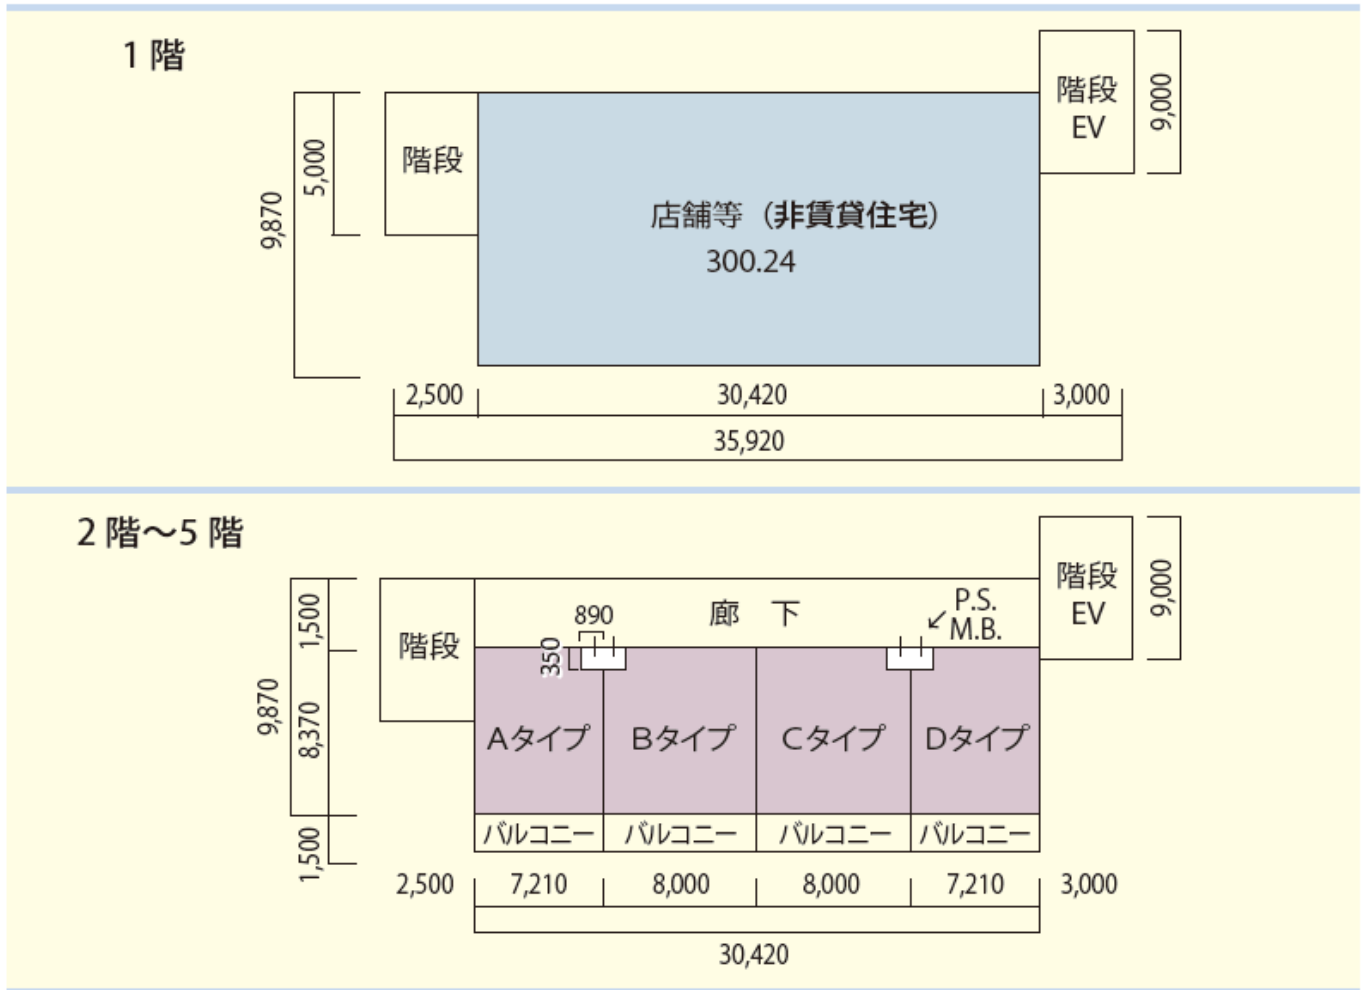 1 階
階段
EV
9,000
階段
5,000
9,870
店舗等（非賃貸住宅）
300.24
2,500
30,420
3,000
35,920
2 階～5 階
階段
EV
9,000
階段
1,500
廊　下
P.S.
M.B.
890
350
9,870
8,370
Aタイプ
Bタイプ
Cタイプ
Dタイプ
バルコニー
バルコニー
バルコニー
バルコニー
1,500
2,500
7,210
8,000
8,000
7,210
3,000
30,420